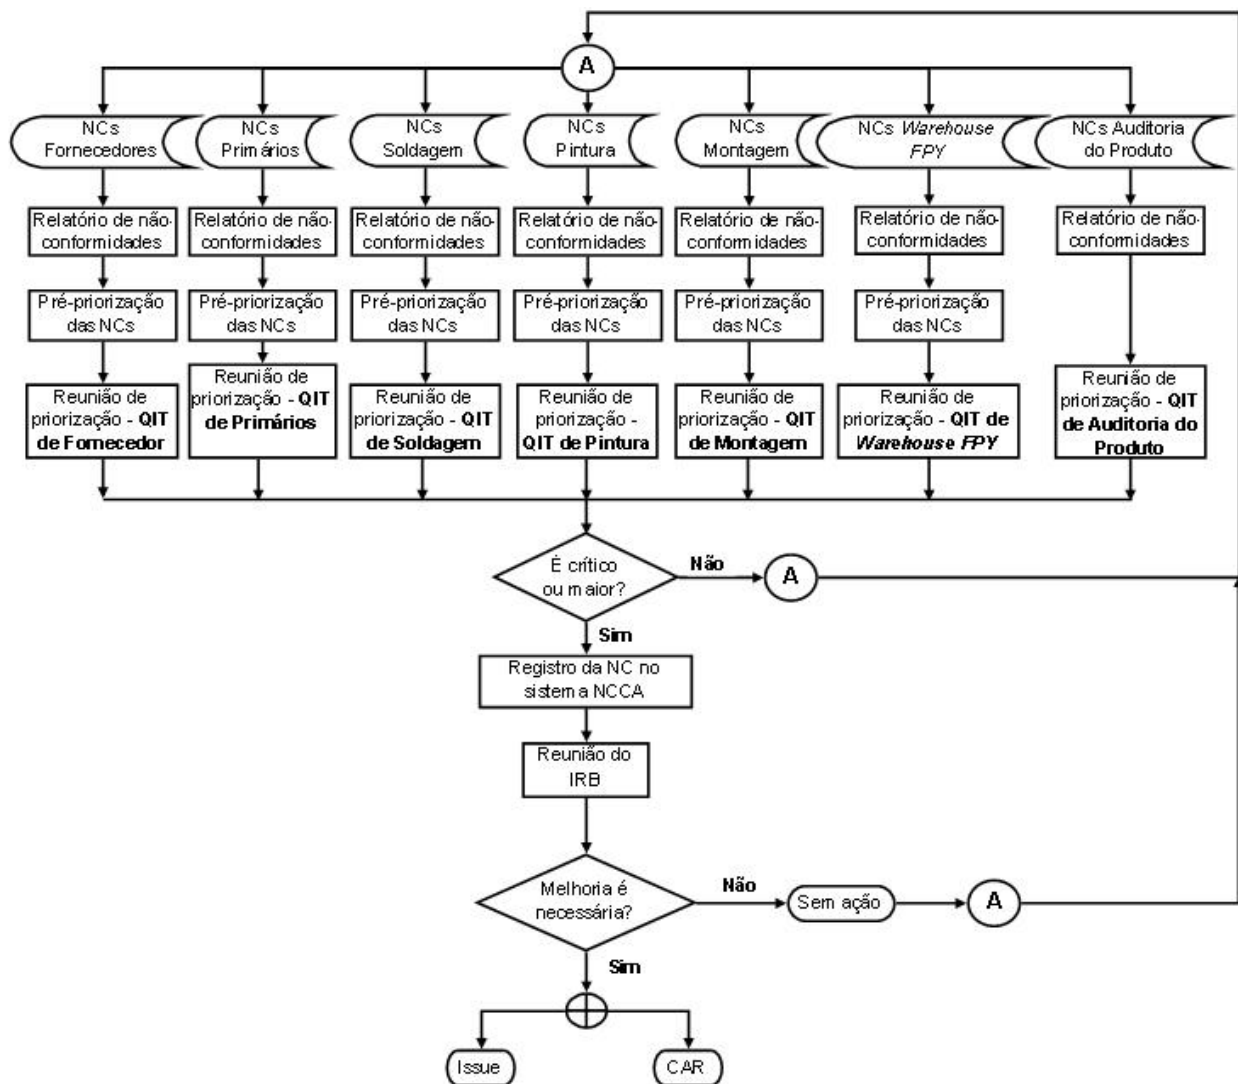 A
NCs
Fornecedores
NCs
Primários
NCs
Soldagem
NCs
Pintura
NCs
Montagem
NCs Warehouse
FPY
NCs Auditoria
do Produto
Relatório de não-
conformidades
Relatório de não-
conformidades
Relatório de não-
conformidades
Relatório de não-
conformidades
Relatório de não-
conformidades
Relatório de não-
conformidades
Relatório de não-
conformidades
Pré-priorização
das NCs
Pré-priorização
das NCs
Pré-priorização
das NCs
Pré-priorização
das NCs
Pré-priorização
das NCs
Pré-priorização
das NCs
Reunião de
priorização - QIT
de Fornecedor
Reunião de
priorização - QIT
de Primários
Reunião de
priorização - QIT
de Soldagem
Reunião de
priorização -
QIT de Pintura
Reunião de
priorização - QIT
de Montagem
Reunião de
priorização - QIT de
Warehouse FPY
Reunião de
priorização - QIT
de Auditoria do
Produto
É crítico
ou maior?
Não
A
Sim
Registro da NC no
sistema NCCA
Reunião do
IRB
Melhoria é
necessária?
Não
Sem ação
A
Sim
Issue
CAR